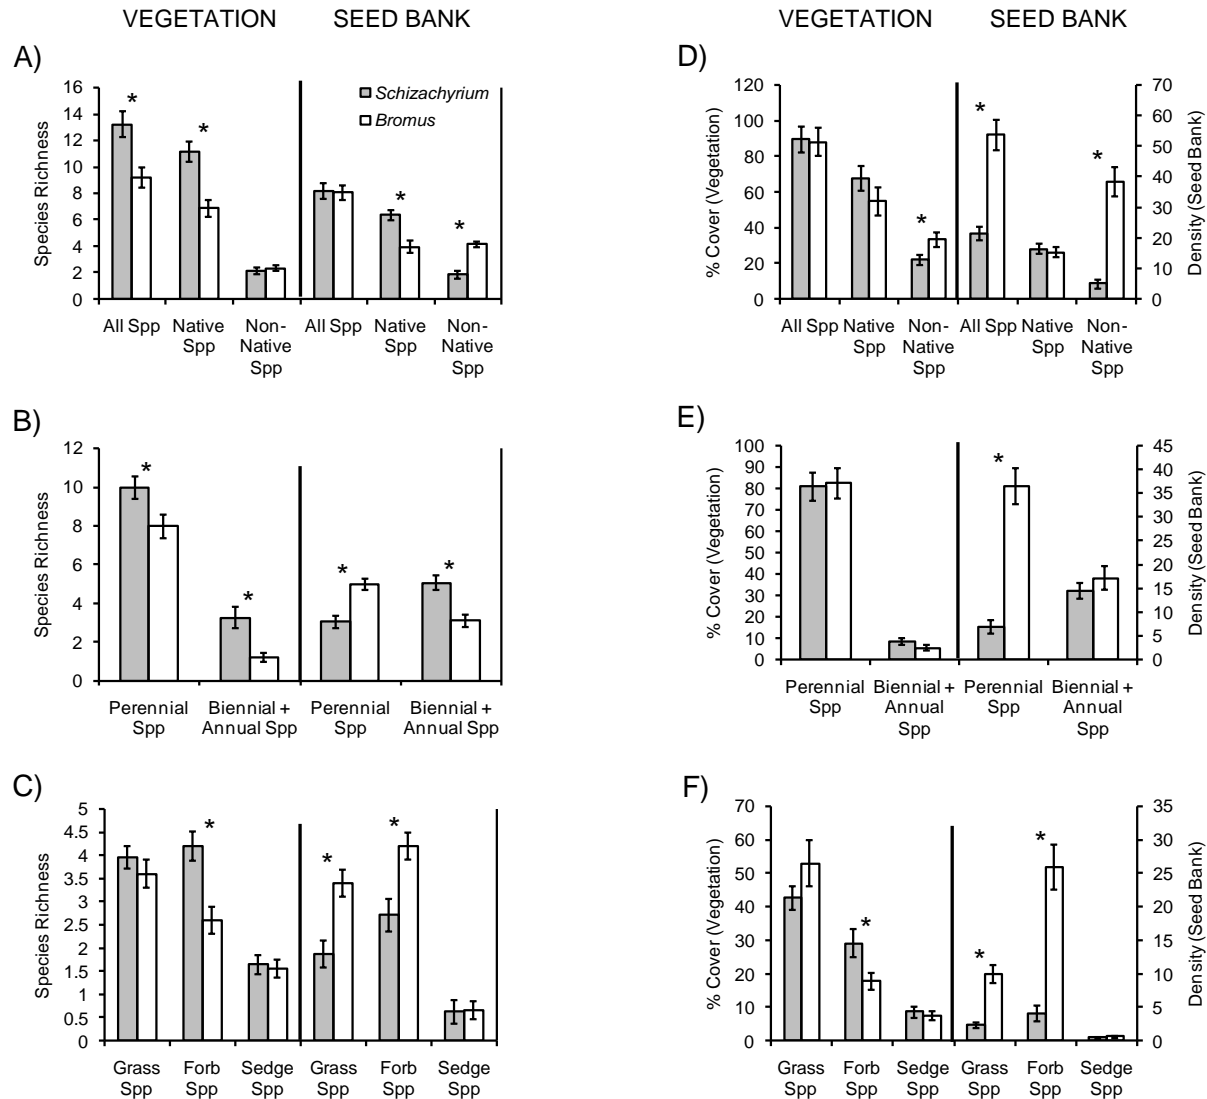 VEGETATION SEED BANK
A)
Species Richness
16
14
12
10
8
6
4
2
0
* * * *
Schizachyrium
Bromus
All Spp Native Spp Non-Native Spp All Spp Native Spp Non-Native Spp
B)
Species Richness
12
10
8
6
4
2
0
* * * *
Perennial Spp Biennial + Annual Spp Perennial Spp Biennial + Annual Spp
C)
Species Richness
5
4.5
4
3.5
3
2.5
2
1.5
1
0.5
0
* * *
Grass Spp Forb Spp Sedge Spp Grass Spp Forb Spp Sedge Spp
VEGETATION SEED BANK
D)
% Cover (Vegetation)
120
100
80
60
40
20
0
* * *
70
60
50
40
30
20
10
0
Density (Seed Bank)
All Spp Native Spp Non-Native Spp All Spp Native Spp Non-Native Spp
E)
% Cover (Vegetation)
100
90
80
70
60
50
40
30
20
10
0
*
45
40
35
30
25
20
15
10
5
0
Density (Seed Bank)
Perennial Spp Biennial + Annual Spp Perennial Spp Biennial + Annual Spp
F)
% Cover (Vegetation)
70
60
50
40
30
20
10
0
* * *
35
30
25
20
15
10
5
0
Density (Seed Bank)
Grass Spp Forb Spp Sedge Spp Grass Spp Forb Spp Sedge Spp